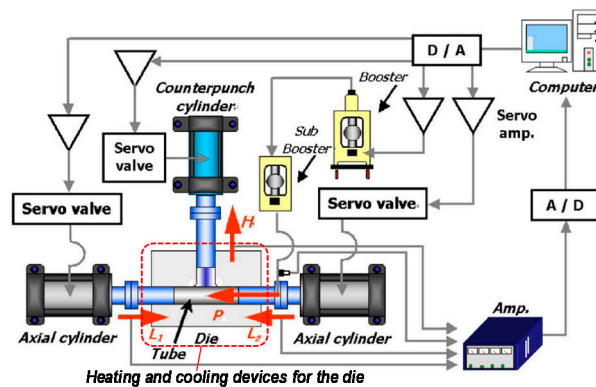 D / A
Computer
Counterpunch
cylinder
Booster
Sub
Booster
Servo
amp.
Servo
valve
Servo valve
Servo valve
A / D
H
L1
P
L2
Axial cylinder
Tube
Die
Axial cylinder
Amp.
Heating and cooling devices for the die